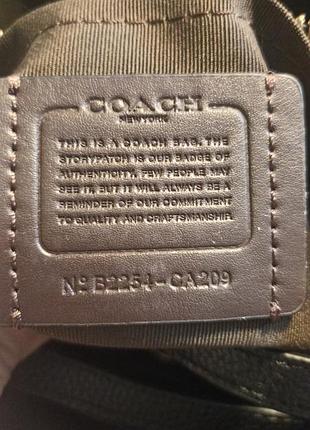 COACH
NEW YORK
THIS IS A COACH BAG. THE
STORYPATCH IS OUR BADGE OF
AUTHENTICITY. FEW PEOPLE MAY
SEE IT, BUT IT WILL ALWAYS BE A
REMINDER OF OUR COMMITMENT
TO QUALITY AND CRAFTSMANSHIP.
Nº B2254-CA209